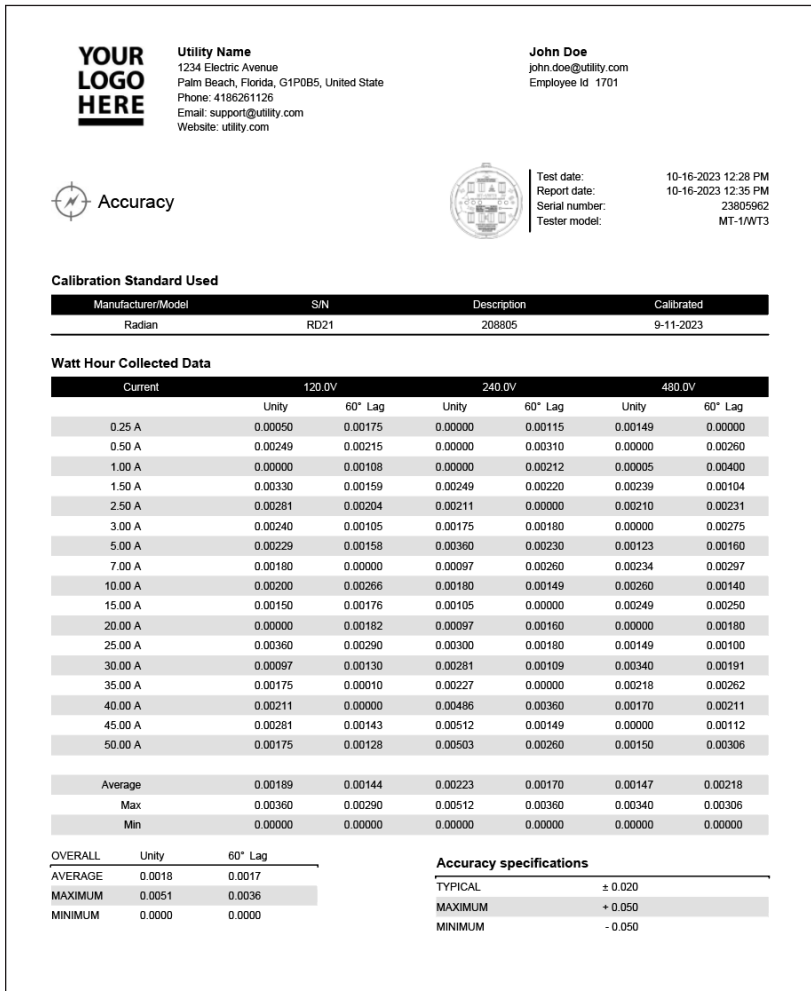 YOUR
LOGO
HERE
Utility Name
1234 Electric Avenue
Palm Beach, Florida, G1P0B5, United State
Phone: 4186261126
Email: support@utility.com
Website: utility.com
John Doe
john.doe@utility.com
Employee Id 1701
Accuracy
Test date: 10-16-2023 12:28 PM
Report date: 10-16-2023 12:35 PM
Serial number: 23805962
Tester model: MT-1/WT3
Calibration Standard Used
Manufacturer/Model S/N Description Calibrated
Radian RD21 208805 9-11-2023
Watt Hour Collected Data
Current 120.0V 240.0V 480.0V
Unity 60° Lag Unity 60° Lag Unity 60° Lag
0.25 A 0.00050 0.00175 0.00000 0.00115 0.00149 0.00000
0.50 A 0.00249 0.00215 0.00000 0.00310 0.00000 0.00260
1.00 A 0.00000 0.00108 0.00000 0.00212 0.00005 0.00400
1.50 A 0.00330 0.00159 0.00249 0.00220 0.00239 0.00104
2.50 A 0.00281 0.00204 0.00211 0.00000 0.00210 0.00231
3.00 A 0.00240 0.00105 0.00175 0.00180 0.00000 0.00275
5.00 A 0.00229 0.00158 0.00360 0.00230 0.00123 0.00160
7.00 A 0.00180 0.00000 0.00097 0.00260 0.00234 0.00297
10.00 A 0.00200 0.00266 0.00180 0.00149 0.00260 0.00140
15.00 A 0.00150 0.00176 0.00105 0.00000 0.00249 0.00250
20.00 A 0.00000 0.00182 0.00097 0.00160 0.00000 0.00180
25.00 A 0.00360 0.00290 0.00300 0.00180 0.00149 0.00100
30.00 A 0.00097 0.00130 0.00281 0.00109 0.00340 0.00191
35.00 A 0.00175 0.00010 0.00227 0.00000 0.00218 0.00262
40.00 A 0.00211 0.00000 0.00486 0.00360 0.00170 0.00211
45.00 A 0.00281 0.00143 0.00512 0.00149 0.00000 0.00112
50.00 A 0.00175 0.00128 0.00503 0.00260 0.00150 0.00306
Average 0.00189 0.00144 0.00223 0.00170 0.00147 0.00218
Max 0.00360 0.00290 0.00512 0.00360 0.00340 0.00306
Min 0.00000 0.00000 0.00000 0.00000 0.00000 0.00000
OVERALL Unity 60° Lag
AVERAGE 0.0018 0.0017
MAXIMUM 0.0051 0.0036
MINIMUM 0.0000 0.0000
Accuracy specifications
TYPICAL ± 0.020
MAXIMUM + 0.050
MINIMUM - 0.050